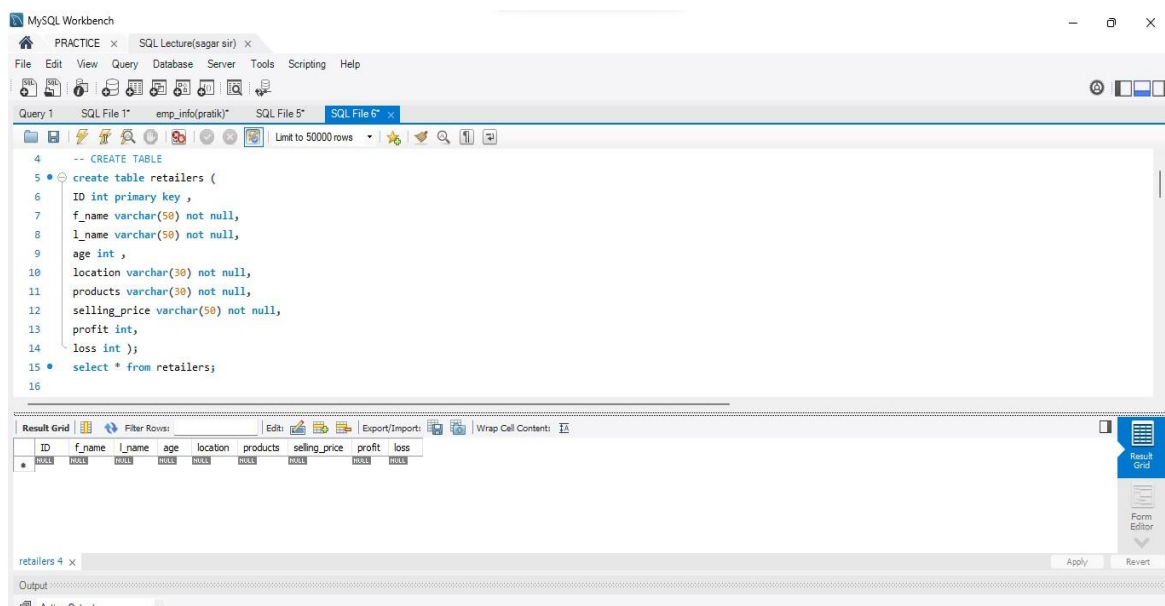 MySQL Workbench
PRACTICE × SQL Lecture(sagar sir) ×
File Edit View Query Database Server Tools Scripting Help
Query 1 SQL File 1* emp_info(pratik)* SQL File 5* SQL File 6* ×
Limit to 50000 rows
4 -- CREATE TABLE
5 create table retailers (
6 ID int primary key ,
7 f_name varchar(50) not null,
8 l_name varchar(50) not null,
9 age int ,
10 location varchar(30) not null,
11 products varchar(30) not null,
12 selling_price varchar(50) not null,
13 profit int,
14 loss int );
15 select * from retailers;
16
Result Grid Filter Rows: Edit: Export/Import: Wrap Cell Content:
ID f_name l_name age location products selling_price profit loss
NULL NULL NULL NULL NULL NULL NULL NULL NULL
Result
Grid
Form
Editor
retailers 4 × Apply Revert
Output